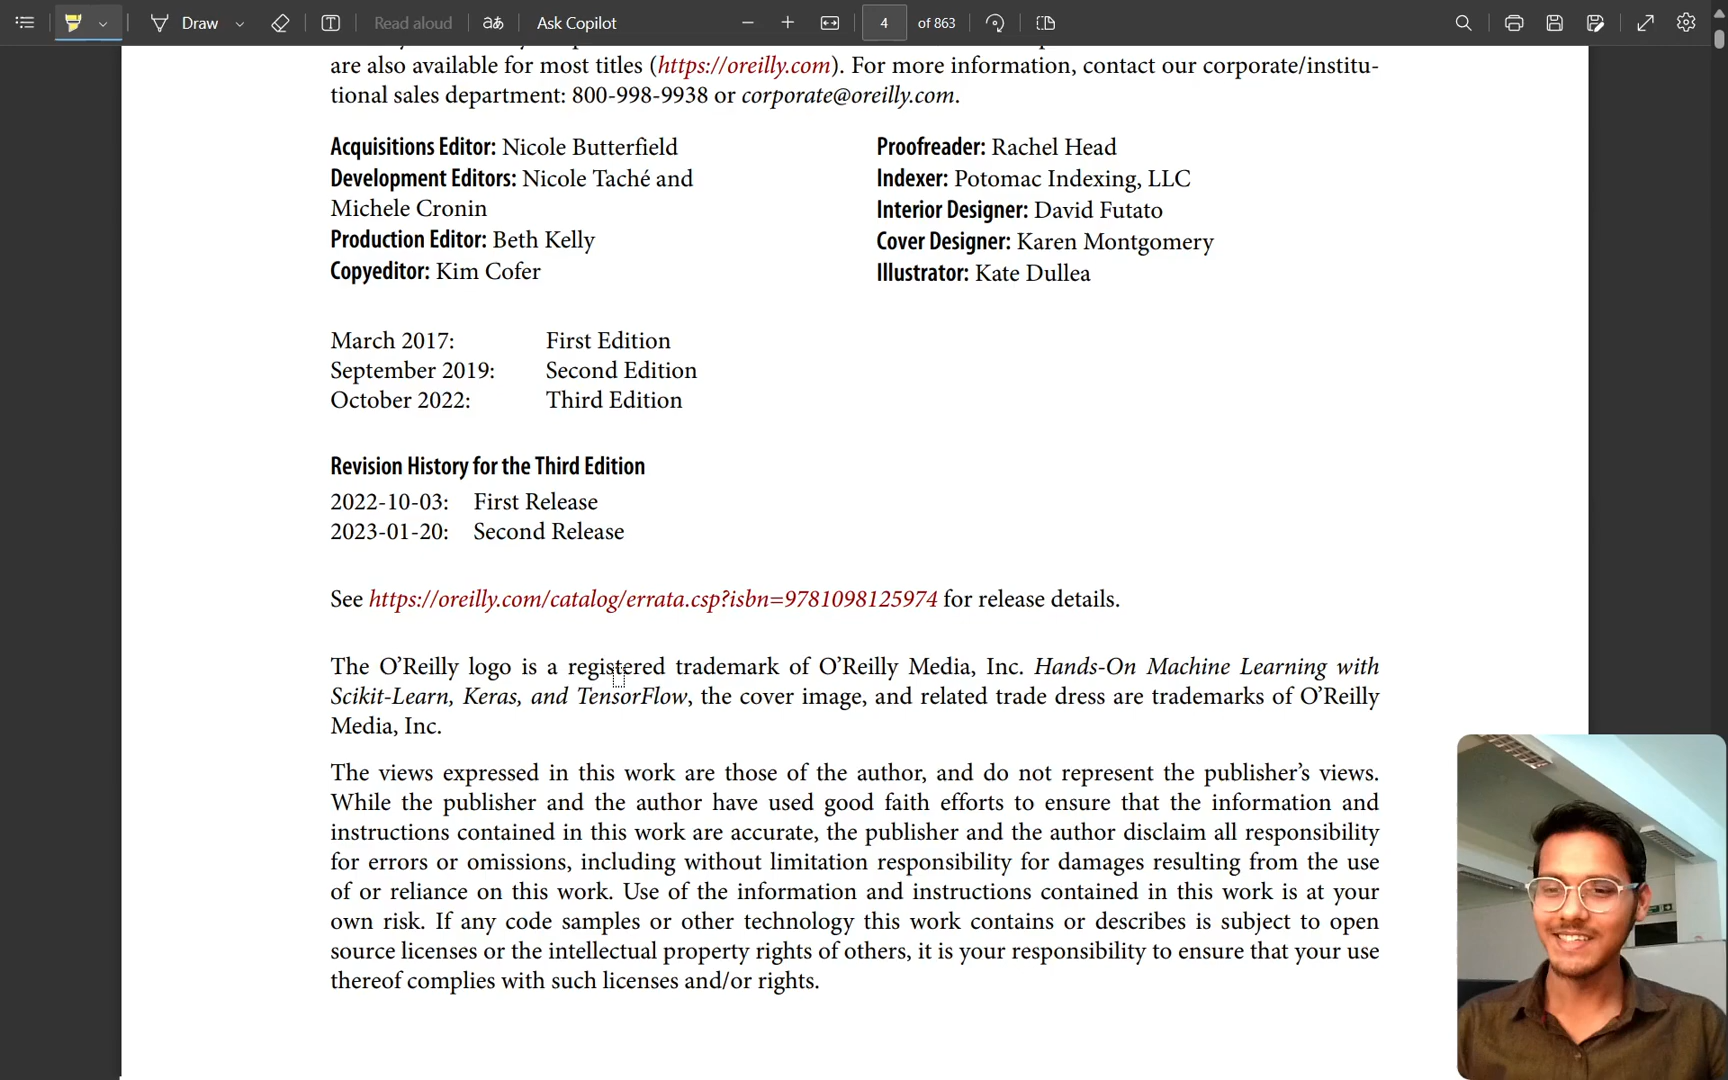 Draw
Read aloud
aあ
Ask Copilot
4 of 863
are also available for most titles (https://oreilly.com). For more information, contact our corporate/institu-
tional sales department: 800-998-9938 or corporate@oreilly.com.
Acquisitions Editor: Nicole Butterfield
Development Editors: Nicole Taché and
Michele Cronin
Production Editor: Beth Kelly
Copyeditor: Kim Cofer
Proofreader: Rachel Head
Indexer: Potomac Indexing, LLC
Interior Designer: David Futato
Cover Designer: Karen Montgomery
Illustrator: Kate Dullea
March 2017: First Edition
September 2019: Second Edition
October 2022: Third Edition
Revision History for the Third Edition
2022-10-03: First Release
2023-01-20: Second Release
See https://oreilly.com/catalog/errata.csp?isbn=9781098125974 for release details.
The O’Reilly logo is a registered trademark of O’Reilly Media, Inc. Hands-On Machine Learning with
Scikit-Learn, Keras, and TensorFlow, the cover image, and related trade dress are trademarks of O’Reilly
Media, Inc.
The views expressed in this work are those of the author, and do not represent the publisher’s views.
While the publisher and the author have used good faith efforts to ensure that the information and
instructions contained in this work are accurate, the publisher and the author disclaim all responsibility
for errors or omissions, including without limitation responsibility for damages resulting from the use
of or reliance on this work. Use of the information and instructions contained in this work is at your
own risk. If any code samples or other technology this work contains or describes is subject to open
source licenses or the intellectual property rights of others, it is your responsibility to ensure that your use
thereof complies with such licenses and/or rights.